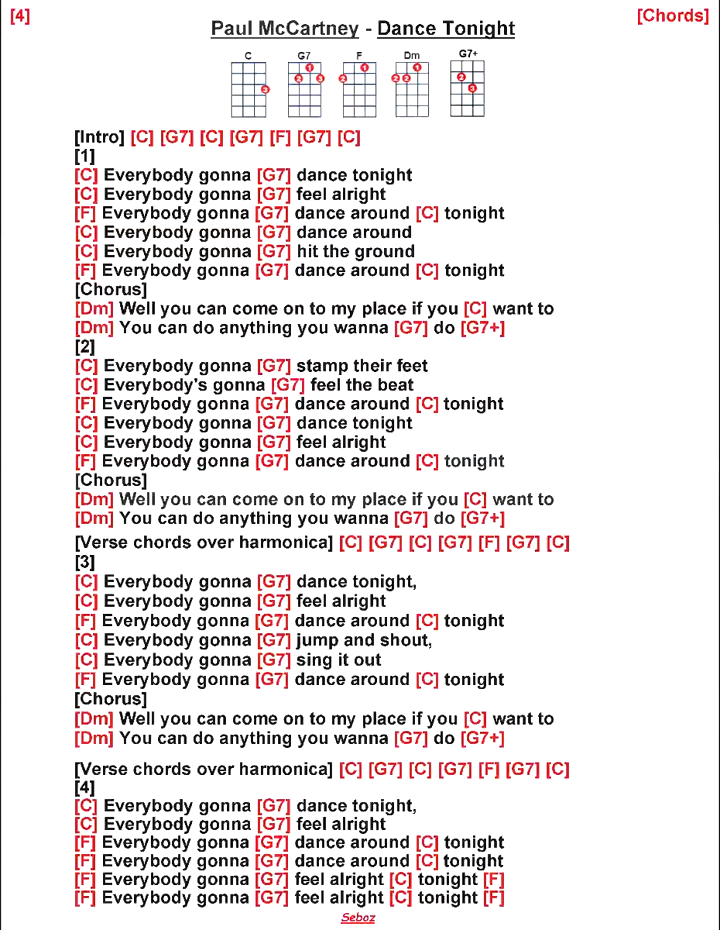 [4] [Chords]
Paul McCartney - Dance Tonight
C G7 F Dm G7+
3 1 2 3 1 2 1 2 2 2 3
[Intro] [C] [G7] [C] [G7] [F] [G7] [C]
[1]
[C] Everybody gonna [G7] dance tonight
[C] Everybody gonna [G7] feel alright
[F] Everybody gonna [G7] dance around [C] tonight
[C] Everybody gonna [G7] dance around
[C] Everybody gonna [G7] hit the ground
[F] Everybody gonna [G7] dance around [C] tonight
[Chorus]
[Dm] Well you can come on to my place if you [C] want to
[Dm] You can do anything you wanna [G7] do [G7+]
[2]
[C] Everybody gonna [G7] stamp their feet
[C] Everybody's gonna [G7] feel the beat
[F] Everybody gonna [G7] dance around [C] tonight
[C] Everybody gonna [G7] dance tonight
[C] Everybody gonna [G7] feel alright
[F] Everybody gonna [G7] dance around [C] tonight
[Chorus]
[Dm] Well you can come on to my place if you [C] want to
[Dm] You can do anything you wanna [G7] do [G7+]
[Verse chords over harmonica] [C] [G7] [C] [G7] [F] [G7] [C]
[3]
[C] Everybody gonna [G7] dance tonight,
[C] Everybody gonna [G7] feel alright
[F] Everybody gonna [G7] dance around [C] tonight
[C] Everybody gonna [G7] jump and shout,
[C] Everybody gonna [G7] sing it out
[F] Everybody gonna [G7] dance around [C] tonight
[Chorus]
[Dm] Well you can come on to my place if you [C] want to
[Dm] You can do anything you wanna [G7] do [G7+]
[Verse chords over harmonica] [C] [G7] [C] [G7] [F] [G7] [C]
[4]
[C] Everybody gonna [G7] dance tonight,
[C] Everybody gonna [G7] feel alright
[F] Everybody gonna [G7] dance around [C] tonight
[F] Everybody gonna [G7] dance around [C] tonight
[F] Everybody gonna [G7] feel alright [C] tonight [F]
[F] Everybody gonna [G7] feel alright [C] tonight [F]
Seboz